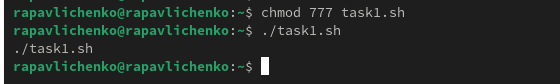 rapavlichenko@rapavlichenko:~$ chmod 777 task1.sh
rapavlichenko@rapavlichenko:~$ ./task1.sh
./task1.sh
rapavlichenko@rapavlichenko:~$